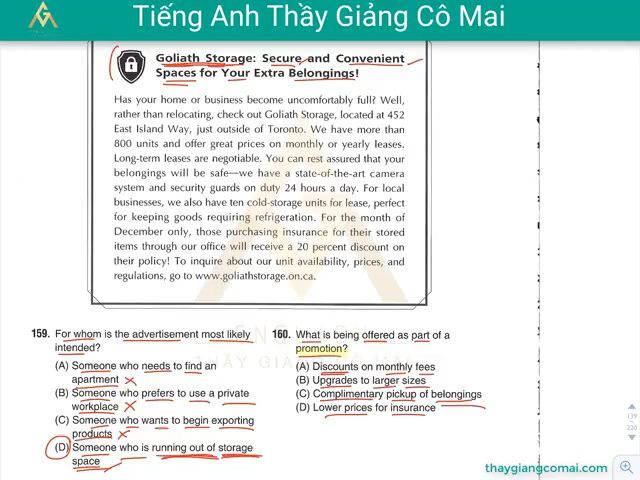 Tiếng Anh Thầy Giảng Cô Mai
Goliath Storage: Secure and Convenient
Spaces for Your Extra Belongings!
Has your home or business become uncomfortably full? Well,
rather than relocating, check out Goliath Storage, located at 452
East Island Way, just outside of Toronto. We have more than
800 units and offer great prices on monthly or yearly leases.
Long-term leases are negotiable. You can rest assured that your
belongings will be safe—we have a state-of-the-art camera
system and security guards on duty 24 hours a day. For local
businesses, we also have ten cold-storage units for lease, perfect
for keeping goods requiring refrigeration. For the month of
December only, those purchasing insurance for their stored
items through our office will receive a 20 percent discount on
their policy! To inquire about our unit availability, prices, and
regulations, go to www.goliathstorage.on.ca.
159. For whom is the advertisement most likely
intended?
(A) Someone who needs to find an
apartment
(B) Someone who prefers to use a private
workplace
(C) Someone who wants to begin exporting
products
(D) Someone who is running out of storage
space
160. What is being offered as part of a
promotion?
(A) Discounts on monthly fees
(B) Upgrades to larger sizes
(C) Complimentary pickup of belongings
(D) Lower prices for insurance
139
220
thaygiangcomai.com